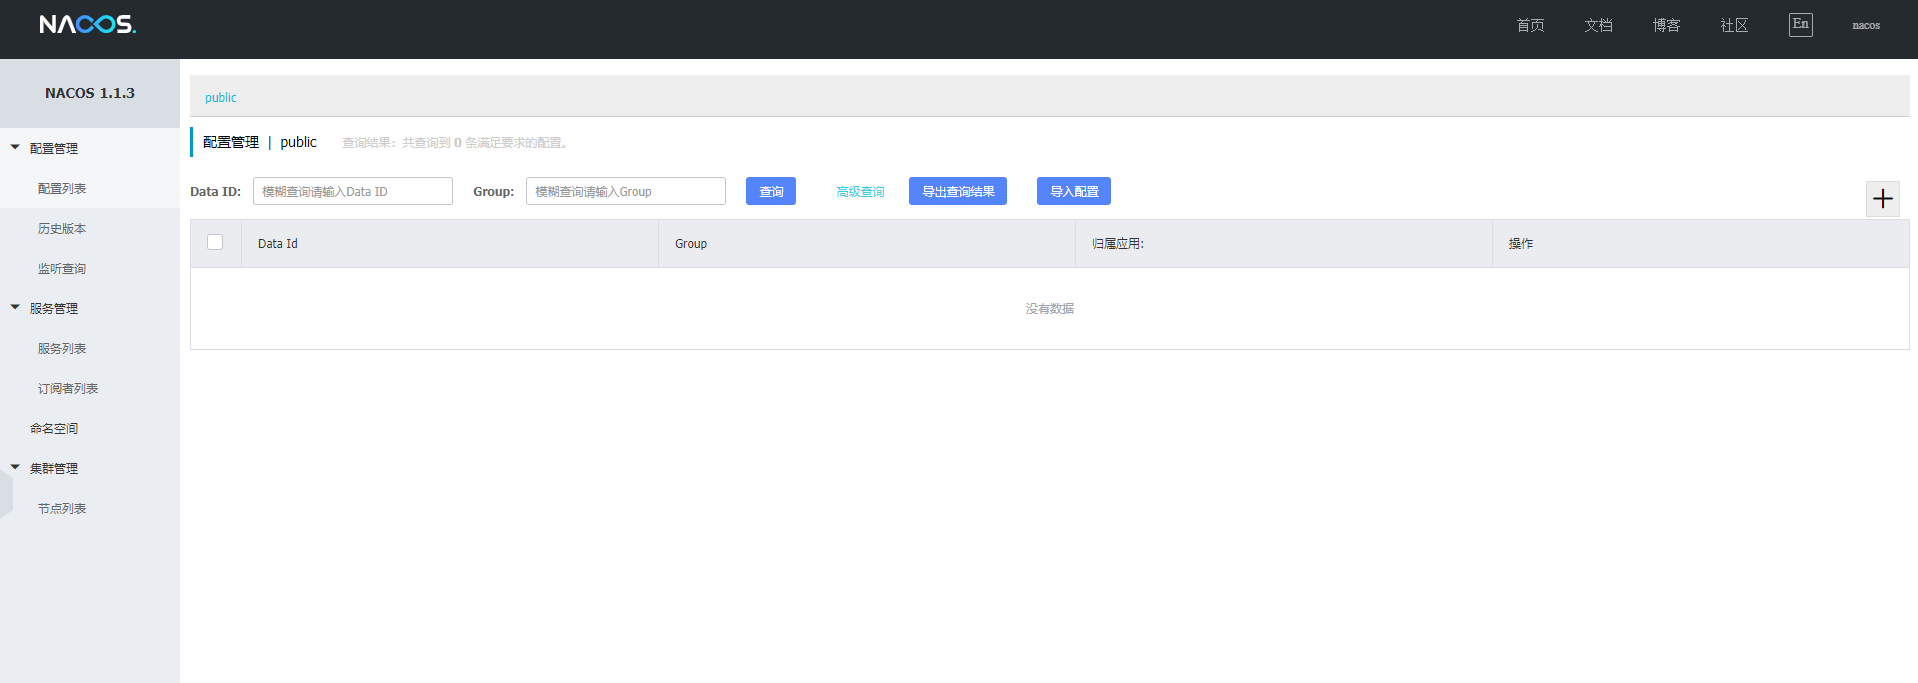 NACOS.
首页 文档 博客 社区 En nacos
NACOS 1.1.3
配置管理
配置列表
历史版本
监听查询
服务管理
服务列表
订阅者列表
命名空间
集群管理
节点列表
public
配置管理 | public 查询结果：共查询到 0 条满足要求的配置。
Data ID: 模糊查询请输入Data ID Group: 模糊查询请输入Group 查询 高级查询 导出查询结果 导入配置
Data Id Group 归属应用: 操作
没有数据